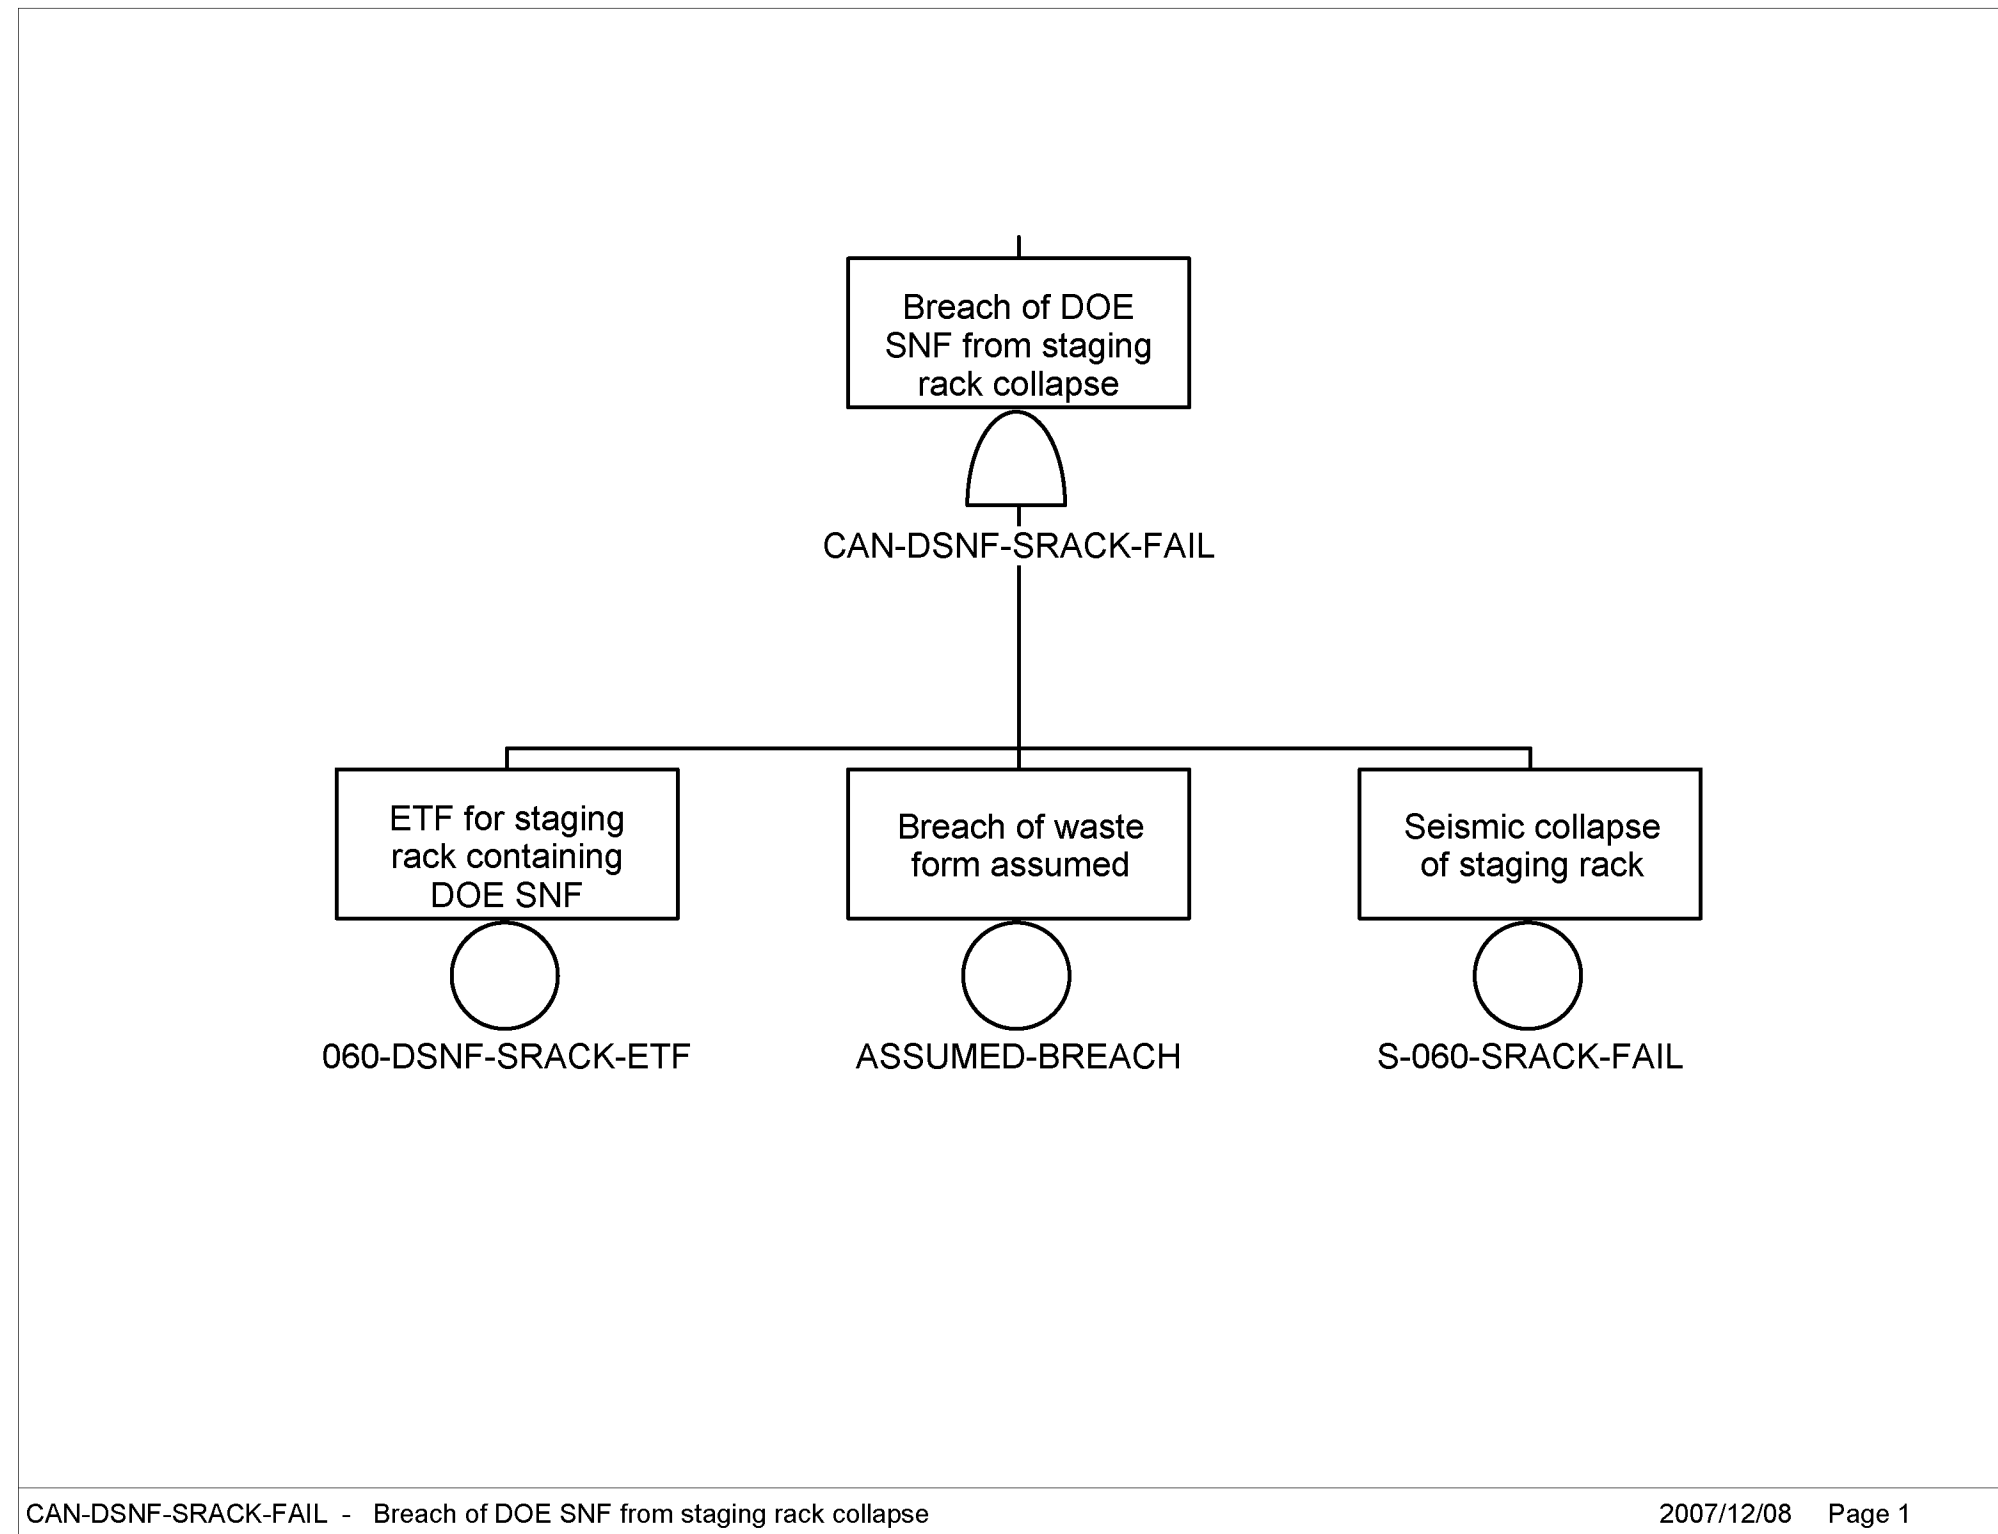 Breach of DOE
SNF from staging
rack collapse
CAN-DSNF-SRACK-FAIL
ETF for staging
rack containing
DOE SNF
060-DSNF-SRACK-ETF
Breach of waste
form assumed
ASSUMED-BREACH
Seismic collapse
of staging rack
S-060-SRACK-FAIL
CAN-DSNF-SRACK-FAIL - Breach of DOE SNF from staging rack collapse
2007/12/08 Page 1